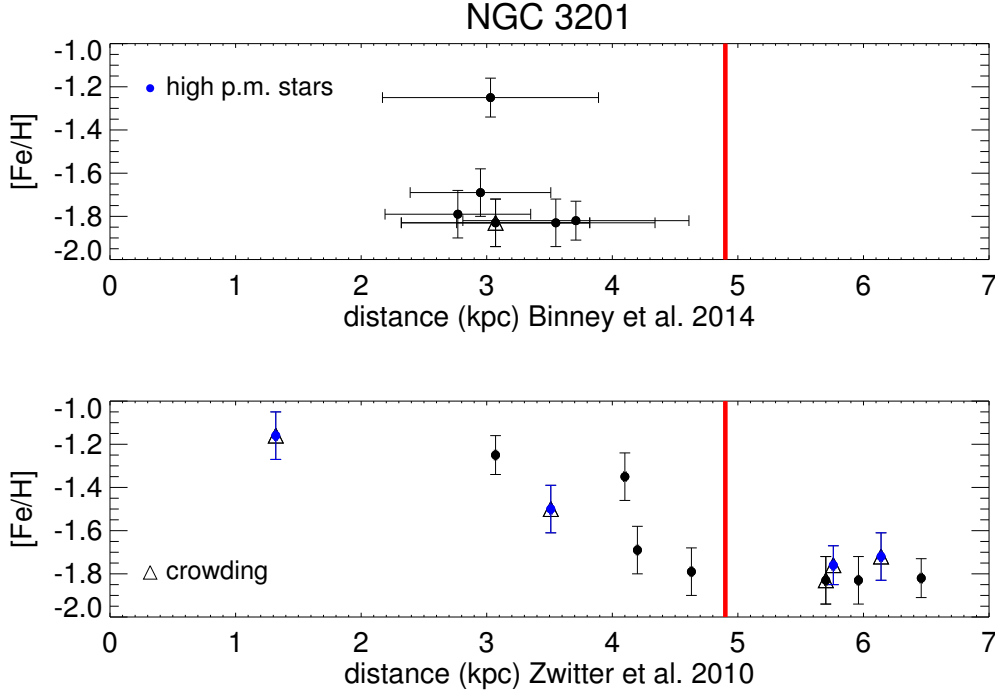 NGC 3201
-1.0
-1.2
-1.4
-1.6
-1.8
-2.0
[Fe/H]
high p.m. stars
0 1 2 3 4 5 6 7
distance (kpc) Binney et al. 2014
-1.0
-1.2
-1.4
-1.6
-1.8
-2.0
[Fe/H]
crowding
0 1 2 3 4 5 6 7
distance (kpc) Zwitter et al. 2010